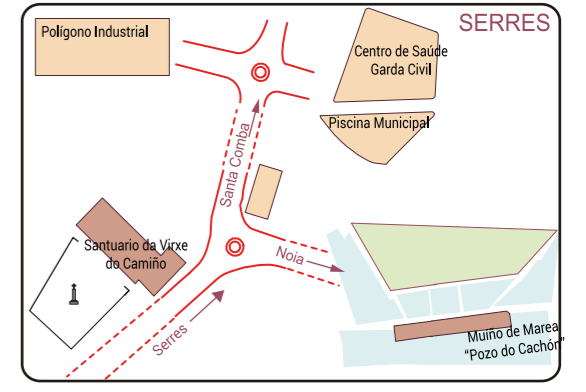 SERRES
Polígono Industrial
Centro de Saúde
Garda Civil
Piscina Municipal
Santa Comba
Santuario da Virxe
do Camiño
Noia
Serres
Muíño de Marea
"Pozo do Cachón"